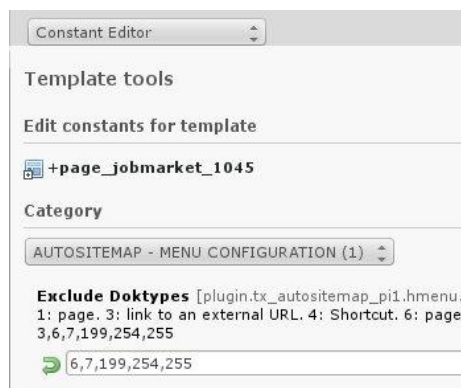 Constant Editor
Template tools
Edit constants for template
+page_jobmarket_1045
Category
AUTOSITEMAP - MENU CONFIGURATION (1)
Exclude Doktypes [plugin.tx_autositemap_pi1.hmenu.
1: page. 3: link to an external URL. 4: Shortcut. 6: page
3,6,7,199,254,255
6,7,199,254,255